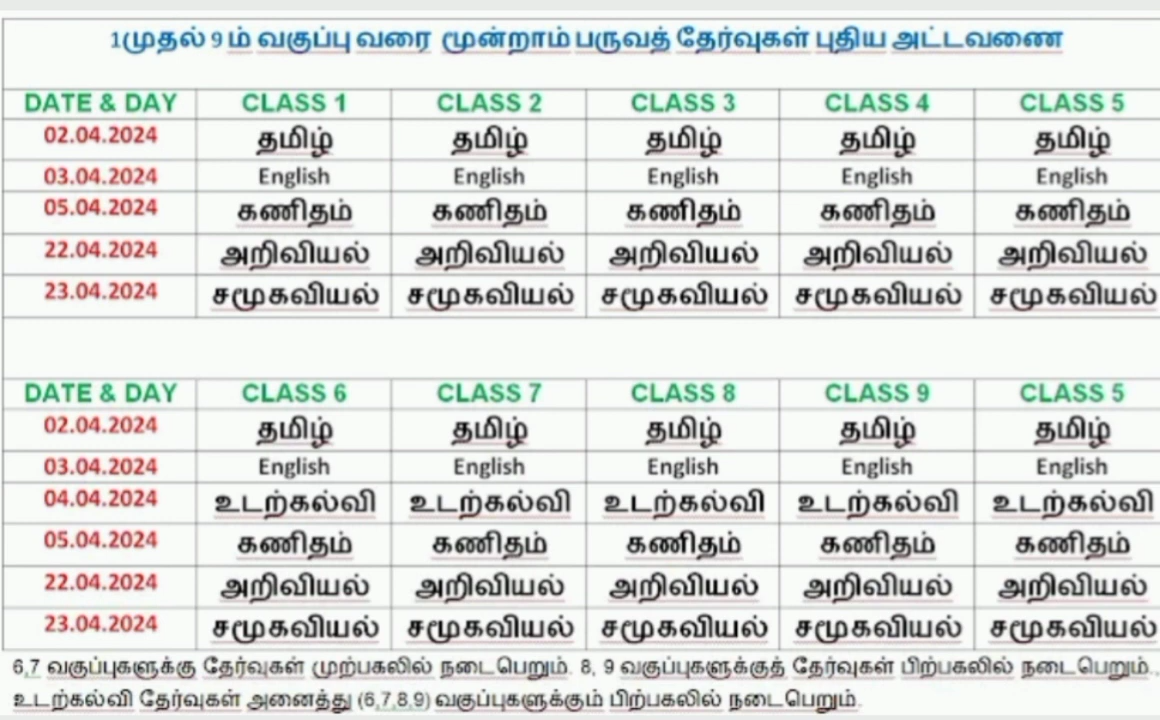 1முதல் 9 ம் வகுப்பு வரை மூன்றாம் பருவத் தேர்வுகள் புதிய அட்டவணை
DATE & DAY CLASS 1 CLASS 2 CLASS 3 CLASS 4 CLASS 5
02.04.2024 தமிழ் தமிழ் தமிழ் தமிழ் தமிழ்
03.04.2024 English English English English English
05.04.2024 கணிதம் கணிதம் கணிதம் கணிதம் கணிதம்
22.04.2024 அறிவியல் அறிவியல் அறிவியல் அறிவியல் அறிவியல்
23.04.2024 சமூகவியல் சமூகவியல் சமூகவியல் சமூகவியல் சமூகவியல்
DATE & DAY CLASS 6 CLASS 7 CLASS 8 CLASS 9 CLASS 5
02.04.2024 தமிழ் தமிழ் தமிழ் தமிழ் தமிழ்
03.04.2024 English English English English English
04.04.2024 உடற்கல்வி உடற்கல்வி உடற்கல்வி உடற்கல்வி உடற்கல்வி
05.04.2024 கணிதம் கணிதம் கணிதம் கணிதம் கணிதம்
22.04.2024 அறிவியல் அறிவியல் அறிவியல் அறிவியல் அறிவியல்
23.04.2024 சமூகவியல் சமூகவியல் சமூகவியல் சமூகவியல் சமூகவியல்
6,7 வகுப்புகளுக்கு தேர்வுகள் முற்பகலில் நடைபெறும். 8, 9 வகுப்புகளுக்குத் தேர்வுகள் பிற்பகலில் நடைபெறும்..
உடற்கல்வி தேர்வுகள் அனைத்து (6,7,8,9) வகுப்புகளுக்கும் பிற்பகலில் நடைபெறும்.